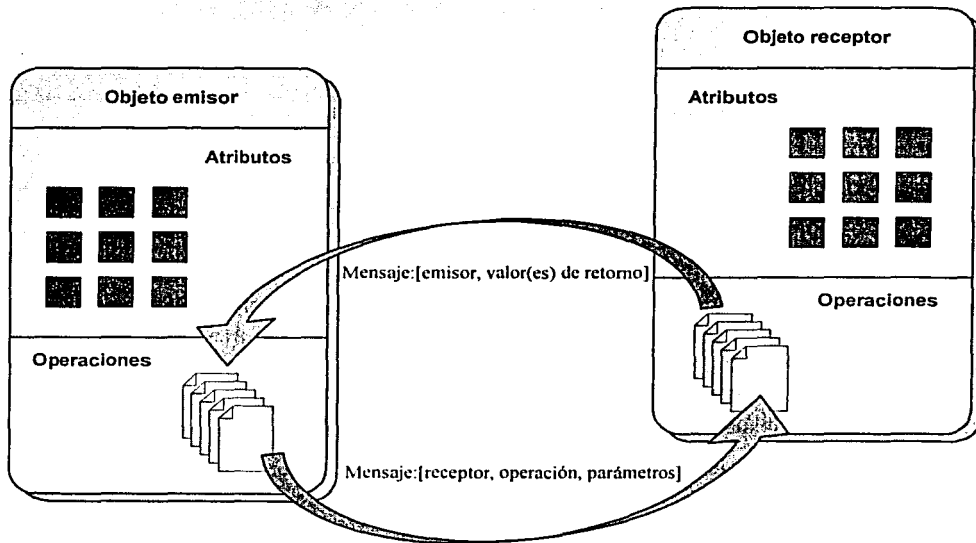 Objeto receptor
Objeto emisor
Atributos
Atributos
Mensaje:[emisor, valor(es) de retorno]
Operaciones
Operaciones
Mensaje:[receptor, operación, parámetros]